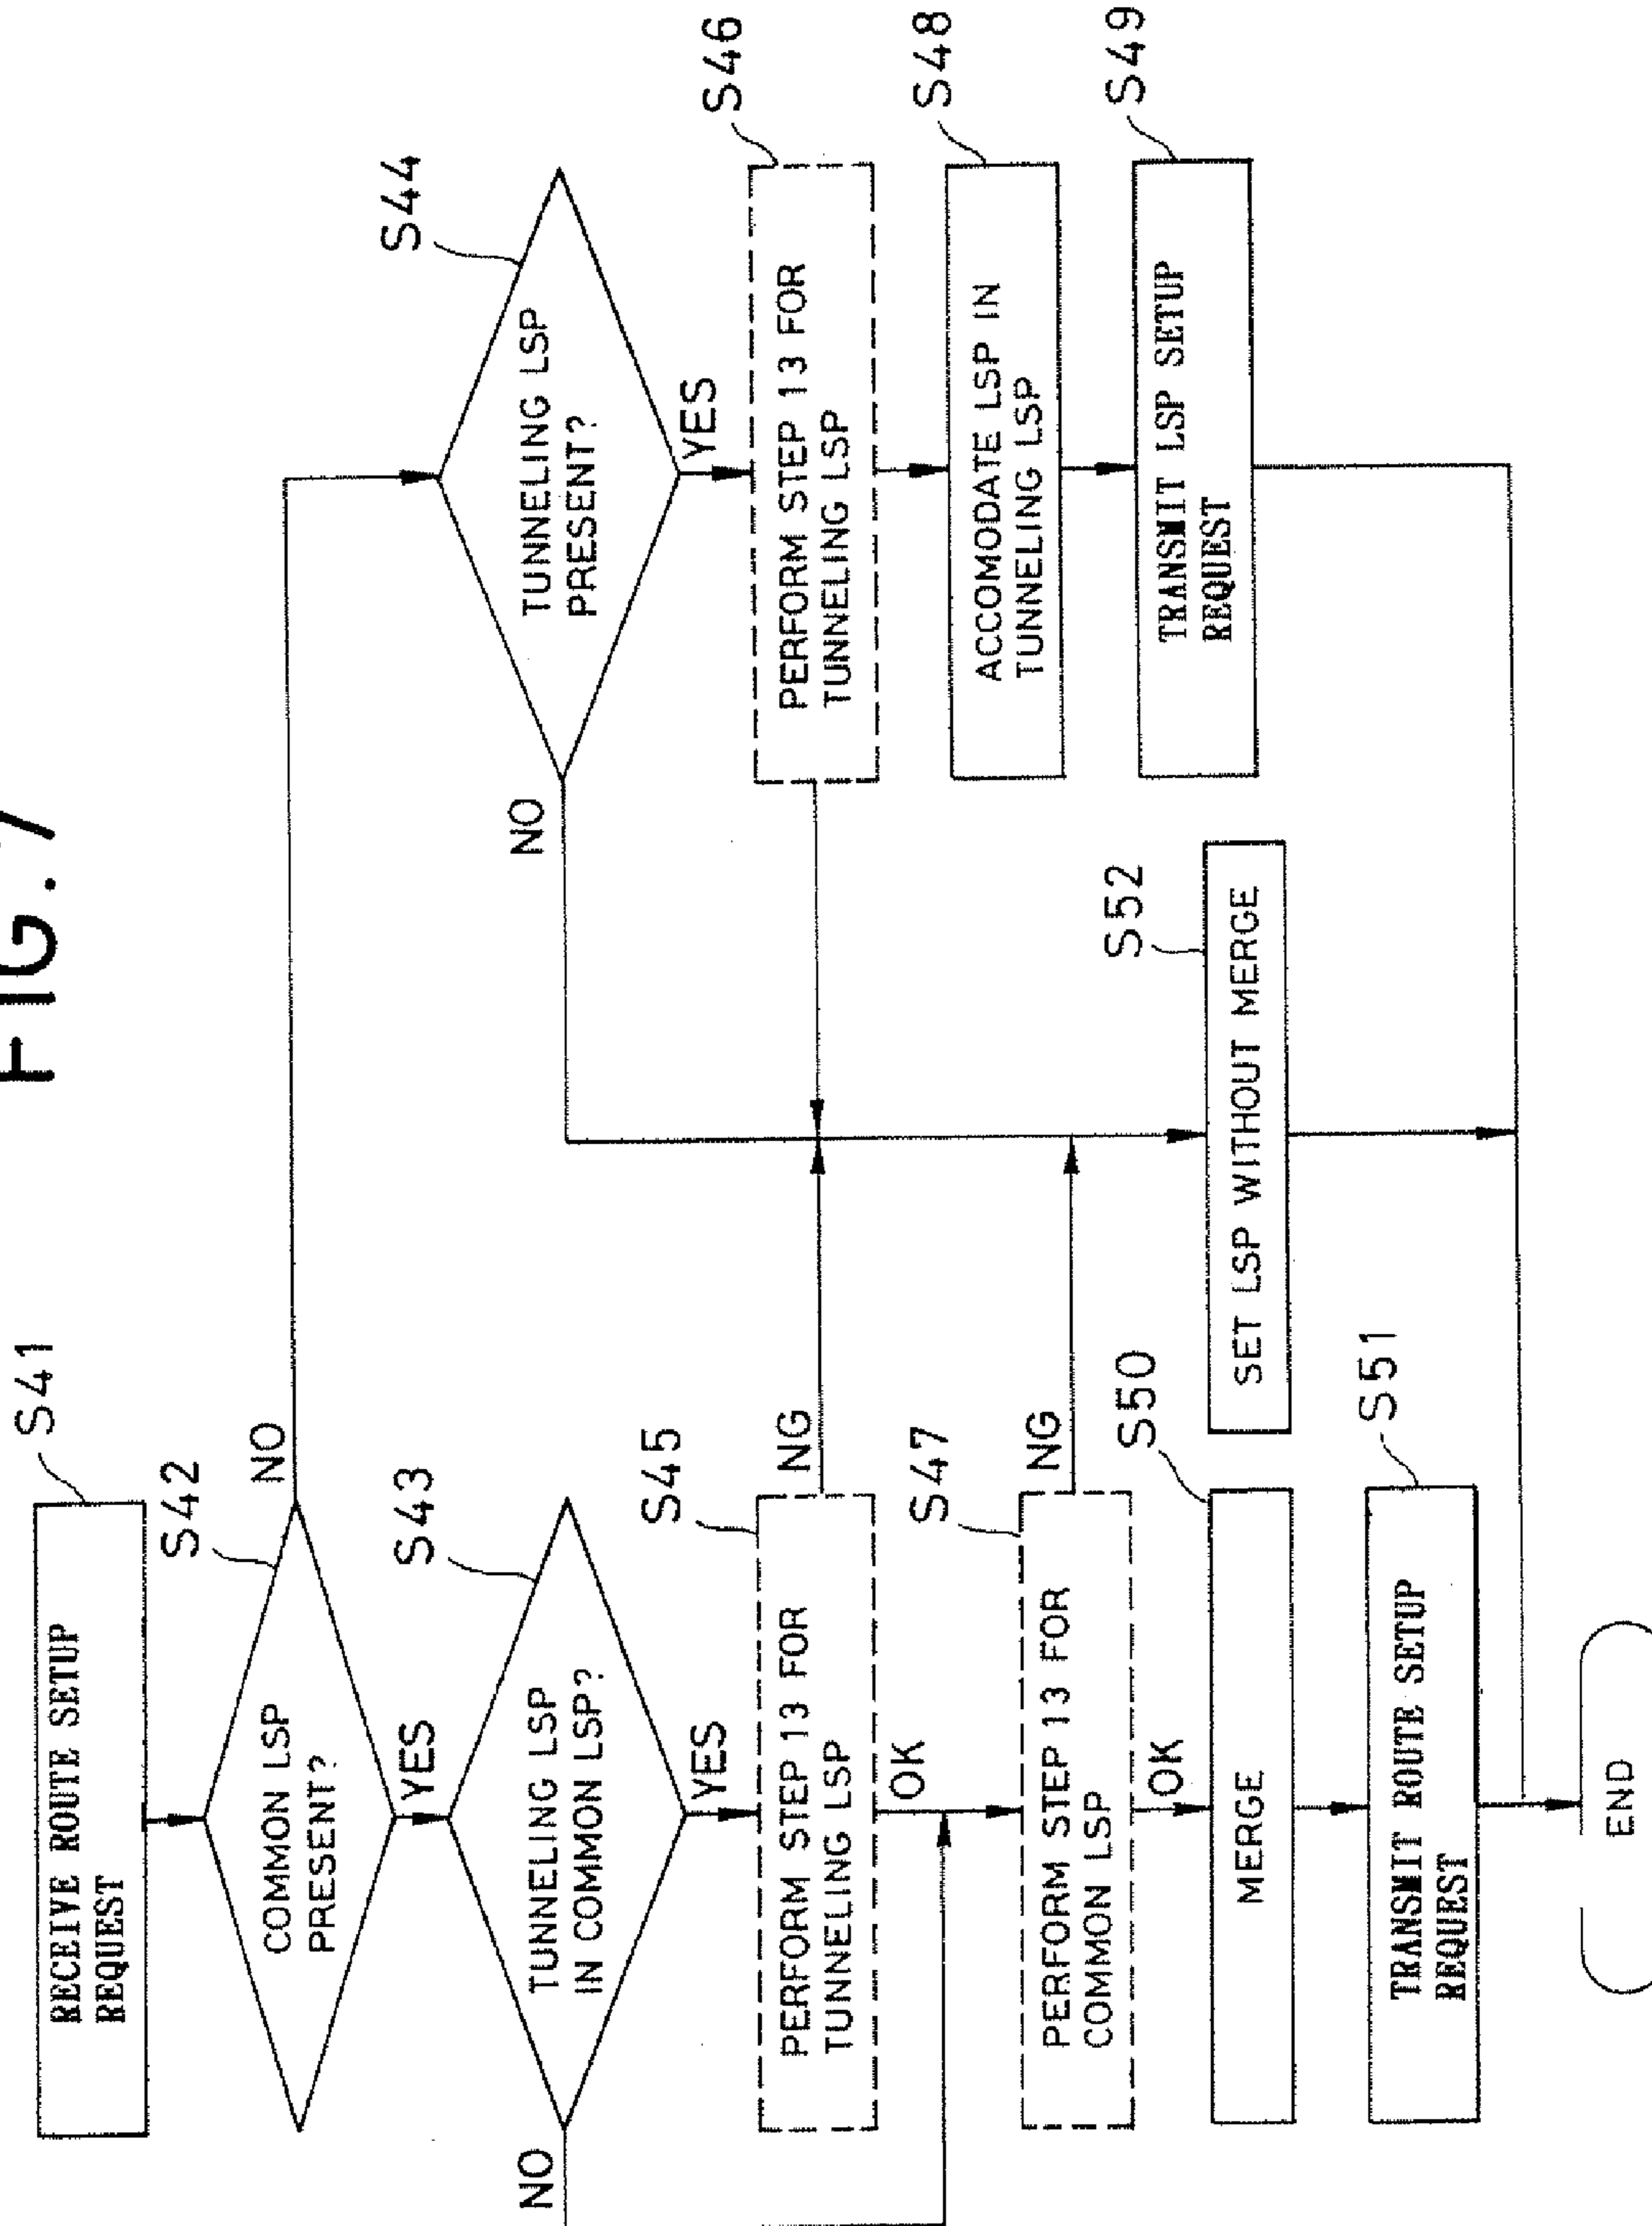 FIG.7
S41
RECEIVE ROUTE SETUP
REQUEST
S42
COMMON LSP
PRESENT?
NO
YES
S43
TUNNELING LSP
IN COMMON LSP?
NO
YES
S44
TUNNELING LSP
PRESENT?
NO
YES
S45
PERFORM STEP 13 FOR
TUNNELING LSP
NG
OK
S46
PERFORM STEP 13 FOR
TUNNELING LSP
S47
PERFORM STEP 13 FOR
COMMON LSP
NG
OK
S48
ACCOMODATE LSP IN
TUNNELING LSP
S49
TRANSMIT LSP SETUP
REQUEST
S50
MERGE
S52
SET LSP WITHOUT MERGE
S51
TRANSMIT ROUTE SETUP
REQUEST
END